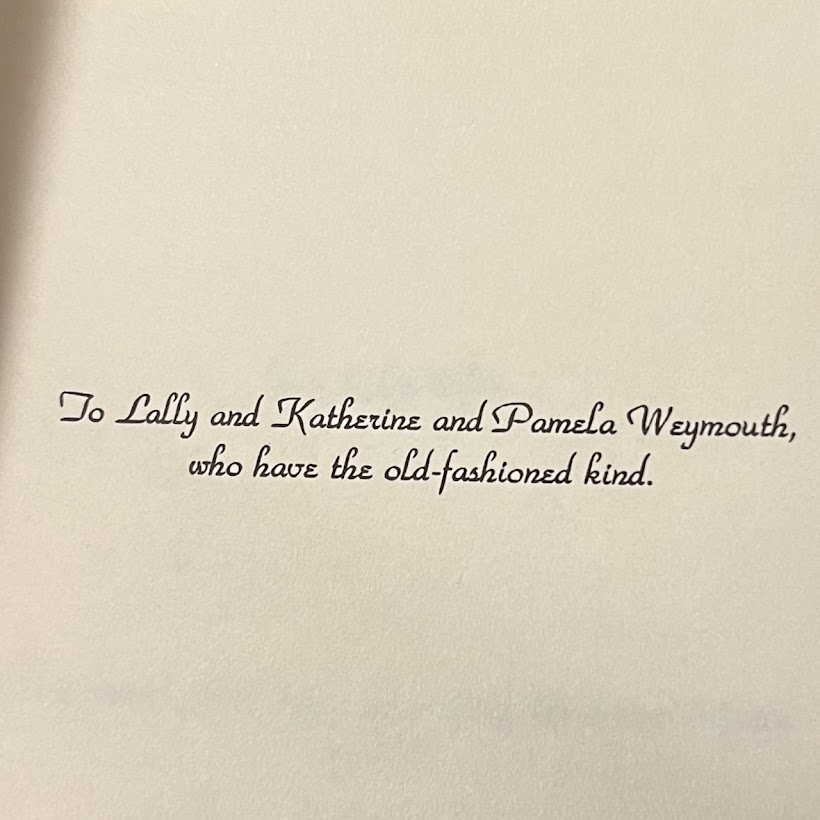 To Lally and Katherine and Pamela Weymouth,
who have the old-fashioned kind.